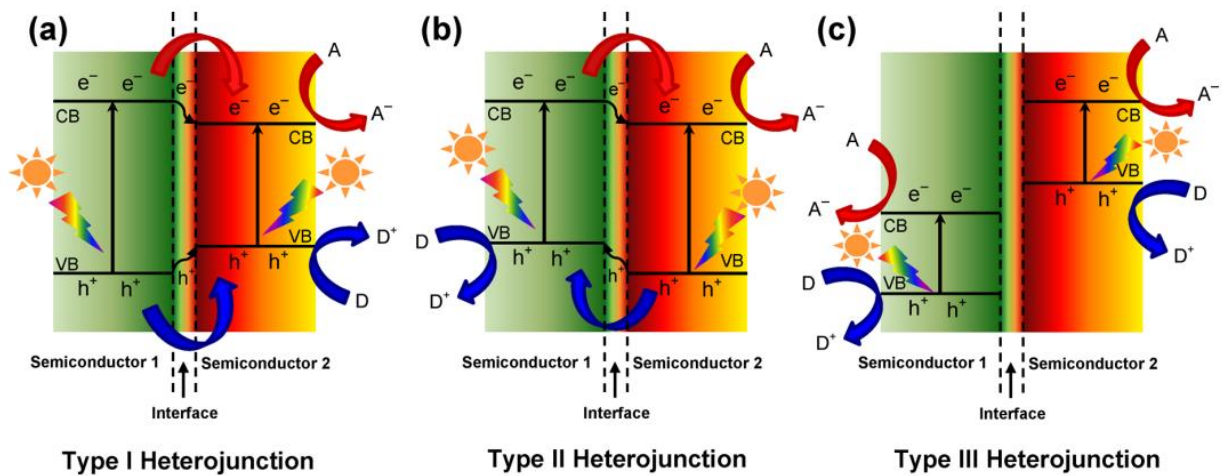 (a)
A
e⁻ e⁻ e⁻ e⁻ e⁻
CB
CB
A⁻
VB
D⁺
VB
h⁺ h⁺ h⁺ h⁺ h⁺
D
Semiconductor 1 Semiconductor 2
Interface
Type I Heterojunction
(b)
A
e⁻ e⁻ e⁻ e⁻ e⁻
CB
CB
A⁻
D
VB
VB
h⁺ h⁺ h⁺ h⁺ h⁺
D⁺
Semiconductor 1 Semiconductor 2
Interface
Type II Heterojunction
(c)
A
e⁻ e⁻
CB
A⁻
A
VB
e⁻ e⁻
h⁺ h⁺
D
A⁻
CB
D⁺
D
VB
h⁺ h⁺
D⁺
Semiconductor 1 Semiconductor 2
Interface
Type III Heterojunction